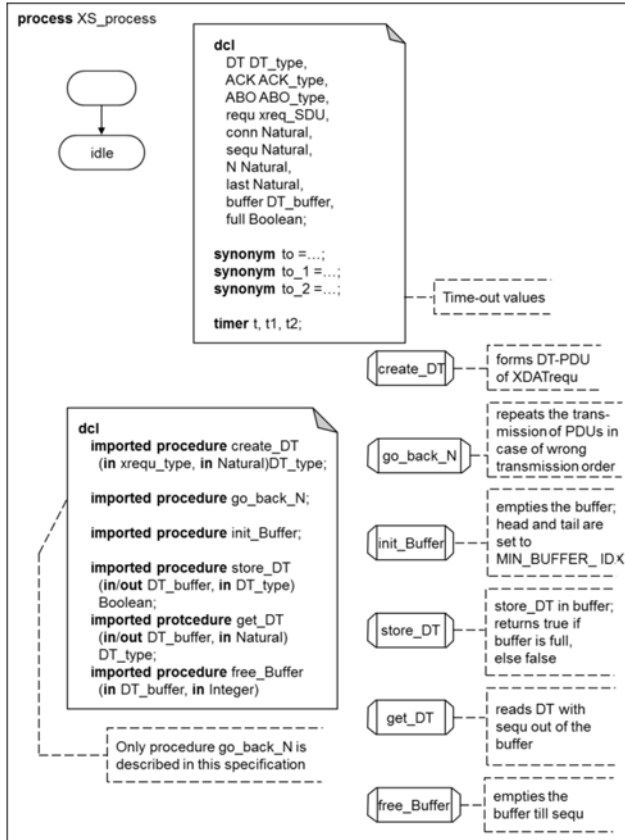 process XS_process
idle
dcl
DT DT_type,
ACK ACK_type,
ABO ABO_type,
requ xreq_SDU,
conn Natural,
sequ Natural,
N Natural,
last Natural,
buffer DT_buffer,
full Boolean;
synonym to =...;
synonym to_1 =...;
synonym to_2 =...;
timer t, t1, t2;
Time-out values
create_DT
forms DT-PDU
of XDATrequ
dcl
imported procedure create_DT
(in xrequ_type, in Natural)DT_type;
imported procedure go_back_N;
imported procedure init_Buffer;
imported procedure store_DT
(in/out DT_buffer, in DT_type)
Boolean;
imported protcedure get_DT
(in/out DT_buffer, in Natural)
DT_type;
imported procedure free_Buffer
(in DT_buffer, in Integer)
Only procedure go_back_N is
described in this specification
go_back_N
repeats the trans-
mission of PDUs in
case of wrong
transmission order
init_Buffer
empties the buffer;
head and tail are
set to
MIN_BUFFER_ IDX
store_DT
store_DT in buffer;
returns true if
buffer is full,
else false
get_DT
reads DT with
sequ out of the
buffer
free_Buffer
empties the
buffer till sequ